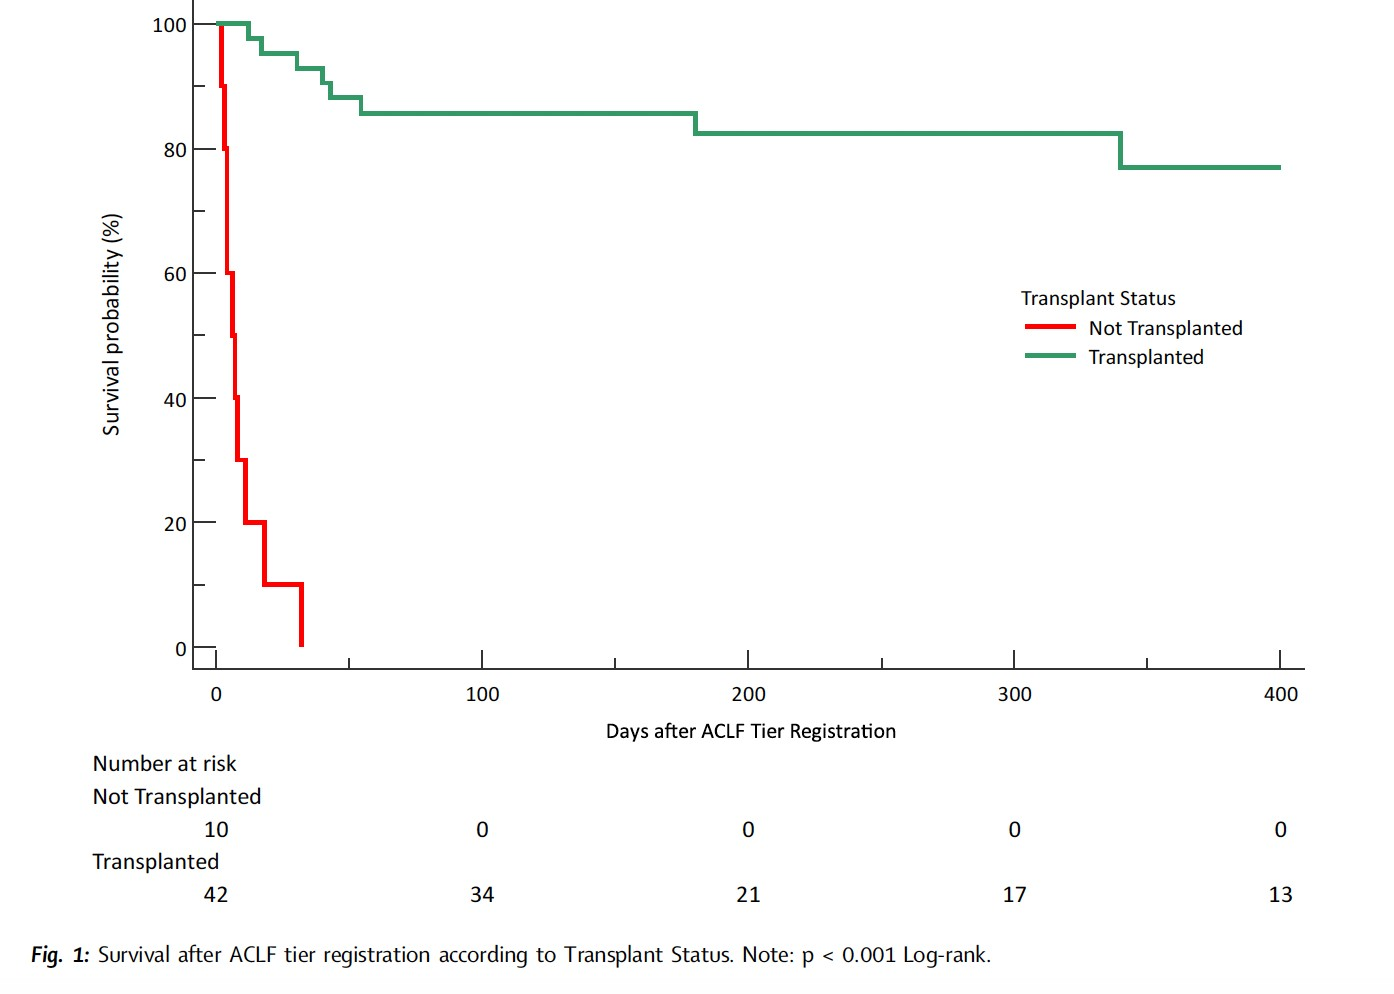 100
80
60
40
20
0
Survival probability (%)
Transplant Status
Not Transplanted
Transplanted
0 100 200 300 400
Days after ACLF Tier Registration
Number at risk
Not Transplanted
10 0 0 0 0
Transplanted
42 34 21 17 13
Fig. 1: Survival after ACLF tier registration according to Transplant Status. Note: p < 0.001 Log-rank.